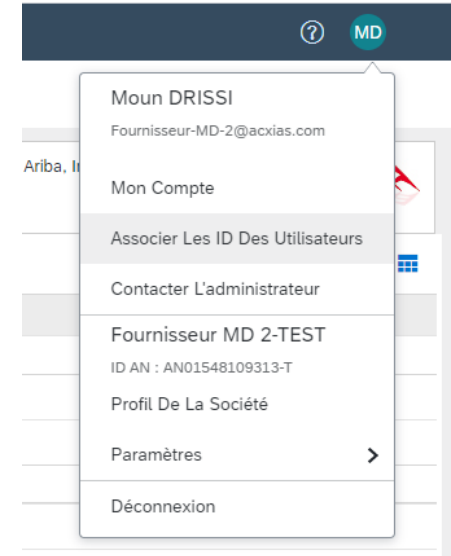 MD
Moun DRISSI
Fournisseur-MD-2@acxias.com
Ariba, I
Mon Compte
Associer Les ID Des Utilisateurs
Contacter L'administrateur
Fournisseur MD 2-TEST
ID AN : AN01548109313-T
Profil De La Société
Paramètres
Déconnexion